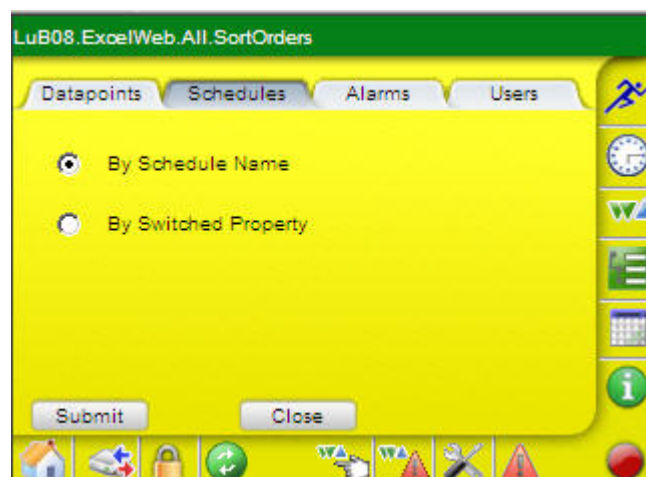 LuB08.ExcelWeb.All.SortOrders
Datapoints Schedules Alarms Users
By Schedule Name
By Switched Property
Submit Close